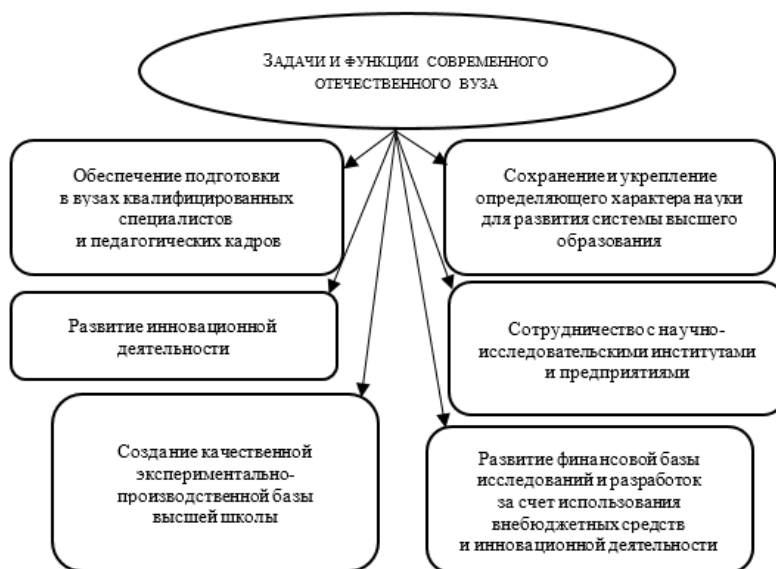 ЗАДАЧИ И ФУНКЦИИ СОВРЕМЕННОГО
ОТЕЧЕСТВЕННОГО ВУЗА
Обеспечение подготовки
в вузах квалифицированных
специалистов
и педагогических кадров
Сохранение и укрепление
определяющего характера науки
для развития системы высшего
образования
Развитие инновационной
деятельности
Сотрудничество с научно-
исследовательскими институтами
и предприятиями
Создание качественной
экспериментально-
производственной базы
высшей школы
Развитие финансовой базы
исследований и разработок
за счет использования
внебюджетных средств
и инновационной деятельности